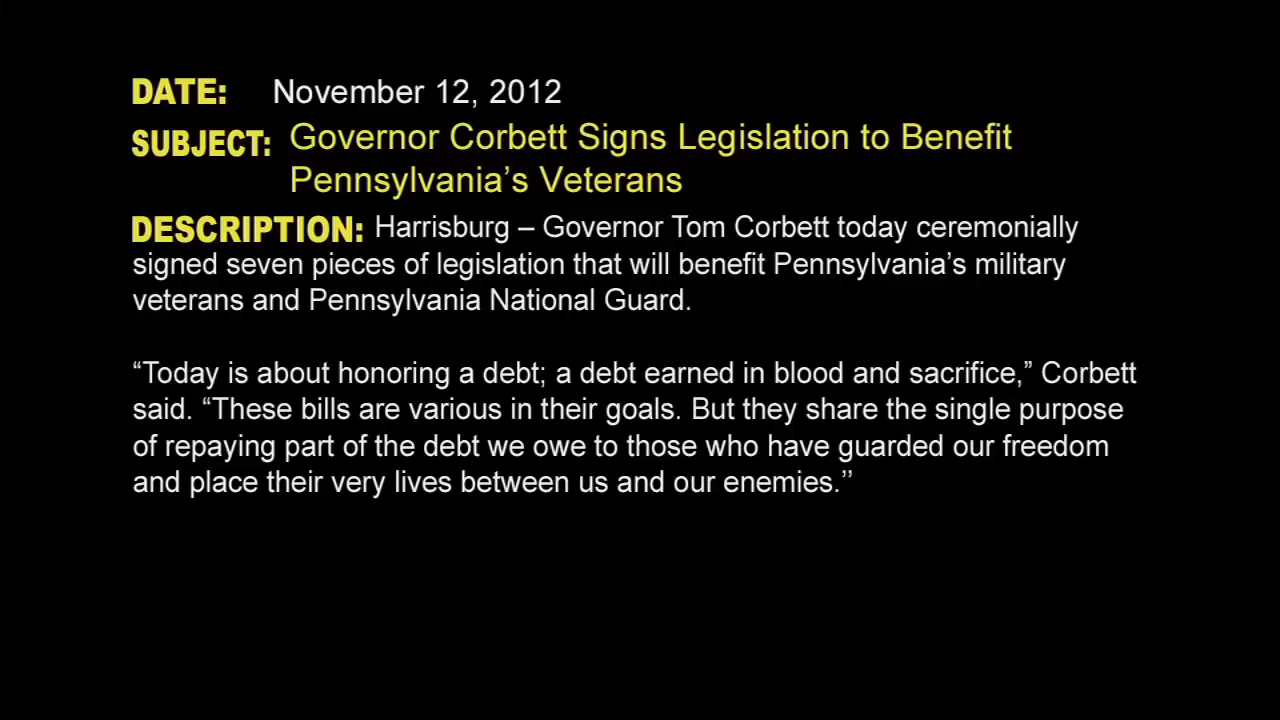 DATE: November 12, 2012
SUBJECT: Governor Corbett Signs Legislation to Benefit
Pennsylvania’s Veterans
DESCRIPTION: Harrisburg – Governor Tom Corbett today ceremonially
signed seven pieces of legislation that will benefit Pennsylvania’s military
veterans and Pennsylvania National Guard.
“Today is about honoring a debt; a debt earned in blood and sacrifice,” Corbett
said. “These bills are various in their goals. But they share the single purpose
of repaying part of the debt we owe to those who have guarded our freedom
and place their very lives between us and our enemies.’’